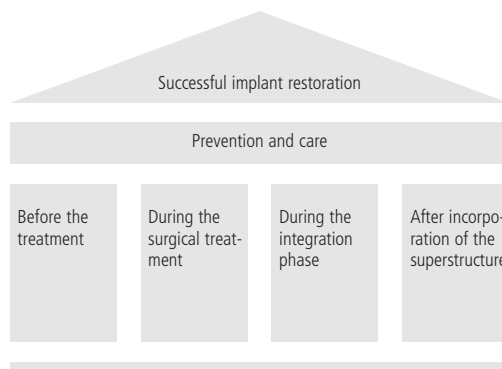 Successful implant restoration
Prevention and care
Before the
treatment
During the
surgical treat-
ment
During the
integration
phase
After incorpo-
ration of the
superstructure